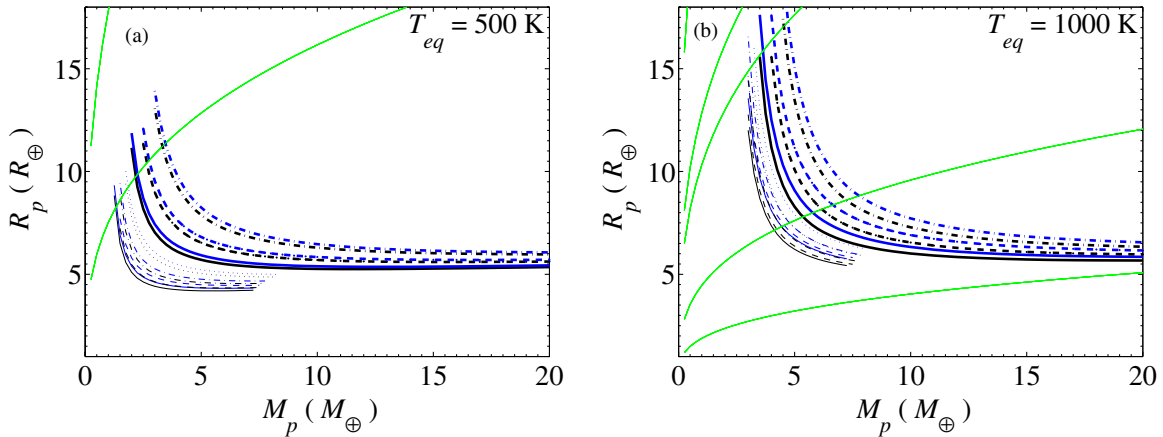 (a)
T_eq = 500 K
15
10
5
0
5
10
15
20
R_p ( R_⊕ )
M_p ( M_⊕ )
(b)
T_eq = 1000 K
15
10
5
0
5
10
15
20
R_p ( R_⊕ )
M_p ( M_⊕ )